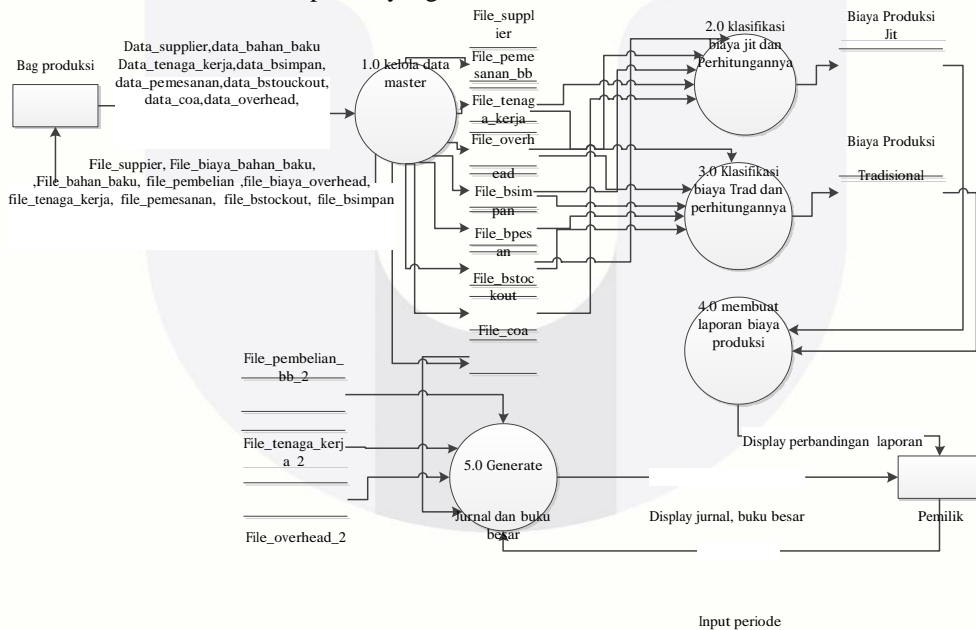 Bag produksi
Data_supplier,data_bahan_baku
Data_tenaga_kerja,data_bsimpan,
data_pemesanan,data_bstouckout,
data_coa,data_overhead,
File_suppier, File_biaya_bahan_baku,
,File_bahan_baku, file_pembelian ,file_biaya_overhead,
file_tenaga_kerja, file_pemesanan, file_bstockout, file_bsimpan
1.0 kelola data
master
File_suppl
ier
File_peme
sanan_bb
File_tenag
a_kerja
File_overh
ead
File_bsim
pan
File_bpes
an
File_bstoc
kout
File_coa
2.0 klasifikasi
biaya jit dan
Perhitungannya
Biaya Produksi
Jit
3.0 Klasifikasi
biaya Trad dan
perhitungannya
Biaya Produksi
Tradisional
4.0 membuat
laporan biaya
produksi
Display perbandingan laporan
File_pembelian_
bb_2
File_tenaga_kerj
a_2
File_overhead_2
5.0 Generate
Jurnal dan buku
besar
Display jurnal, buku besar
Pemilik
Input periode